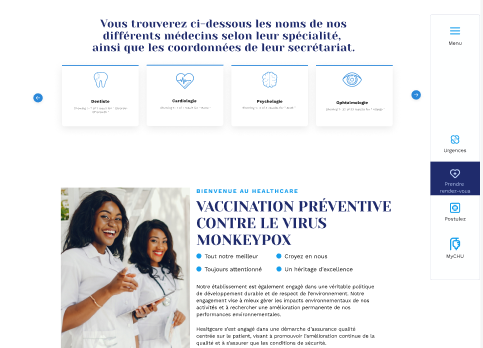 Vous trouverez ci-dessous les noms de nos
différents médecins selon leur spécialité,
ainsi que les coordonnées de leur secrétariat.
Dentiste
Cardiologie
Psychologie
Ophtalmologie
Menu
Urgences
Prendre
rendez-vous
Postulez
MyCHU
BIENVENUE AU HEALTHCARE
VACCINATION PRÉVENTIVE
CONTRE LE VIRUS
MONKEYPOX
Tout notre meilleur
Croyez en nous
Toujours attentionné
Un héritage d'excellence
Notre établissement est également engagé dans une véritable politique
de développement durable et de respect de l'environnement. Notre
engagement vise à mieux gérer les impacts environnementaux de nos
activités et à rechercher une amélioration permanente de nos
performances environnementales.
Healtgcare s'est engagé dans une démarche d'assurance qualité
centrée sur le patient, visant à promouvoir l'amélioration continue de la
qualité et à s'assurer que les conditions de sécurité.